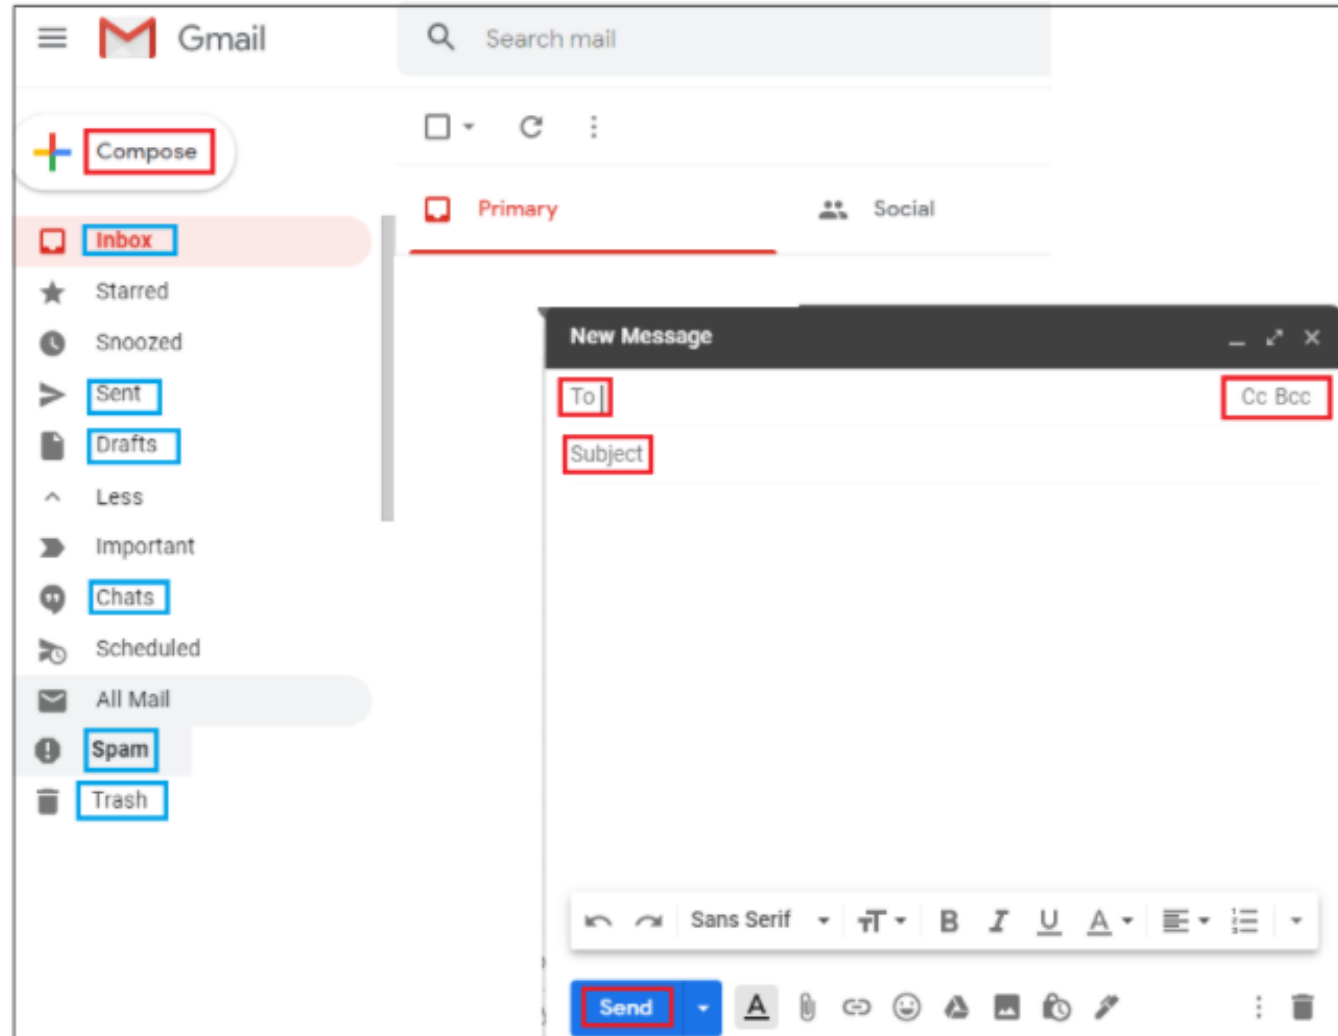 Gmail
Search mail
Compose
Primary
Social
Inbox
Starred
Snoozed
Sent
Drafts
Less
Important
Chats
Scheduled
All Mail
Spam
Trash
New Message
To
Cc Bcc
Subject
Sans Serif
Send